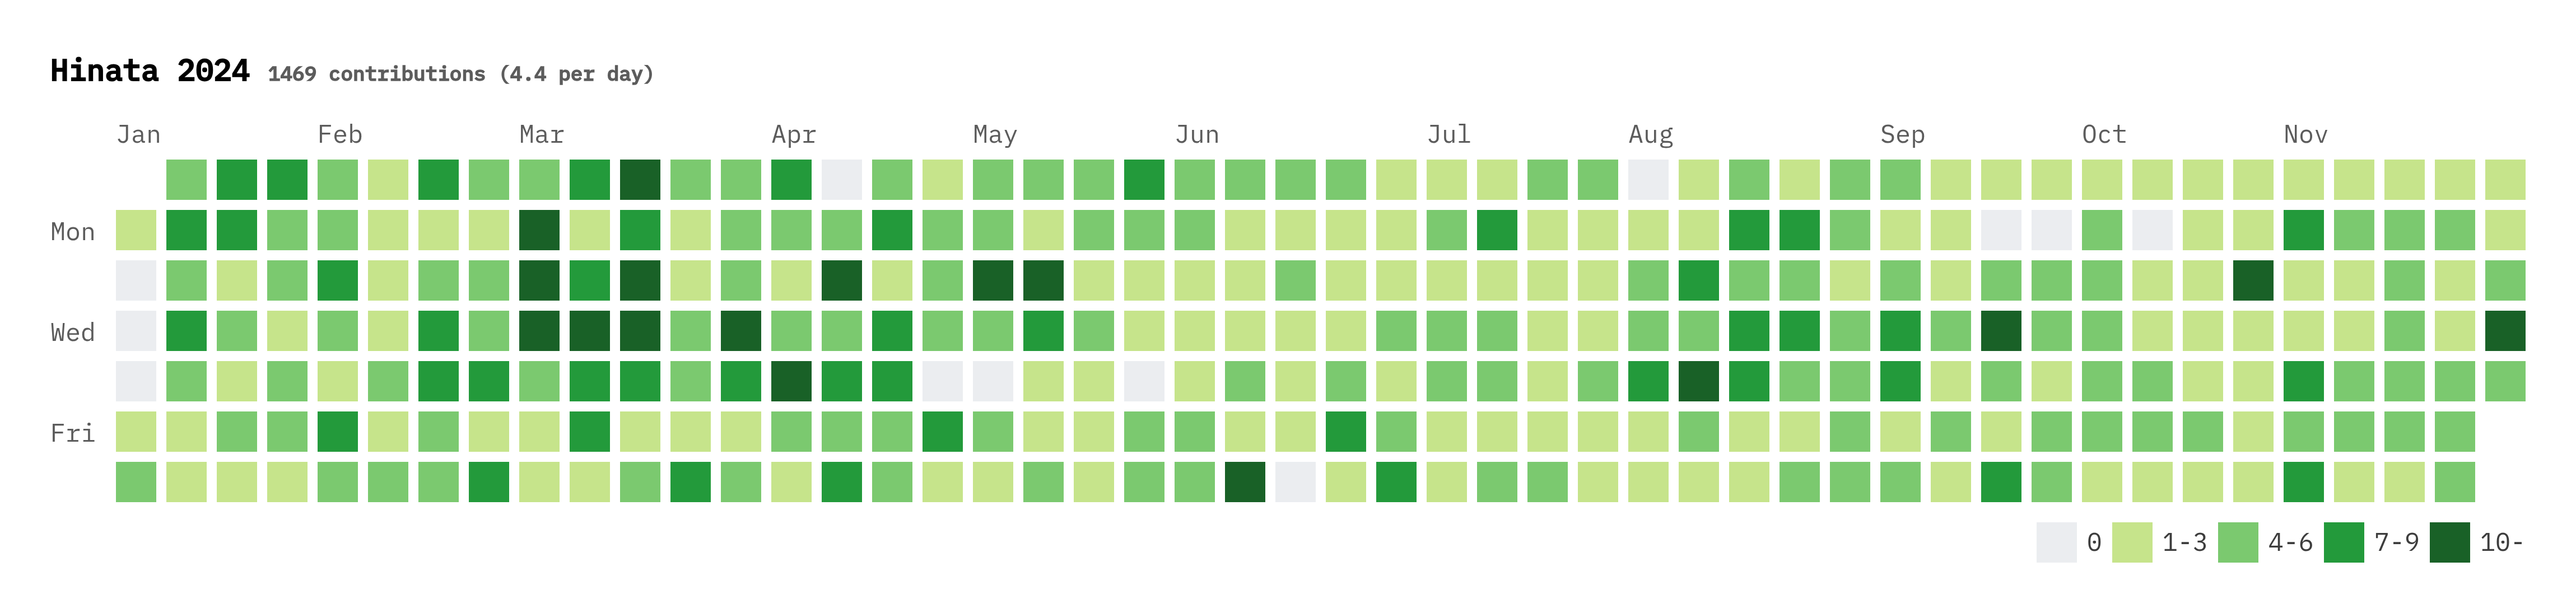 Hinata 2024 1469 contributions (4.4 per day)
Jan Feb Mar Apr May Jun Jul Aug Sep Oct Nov
Mon
Wed
Fri
0 1-3 4-6 7-9 10-